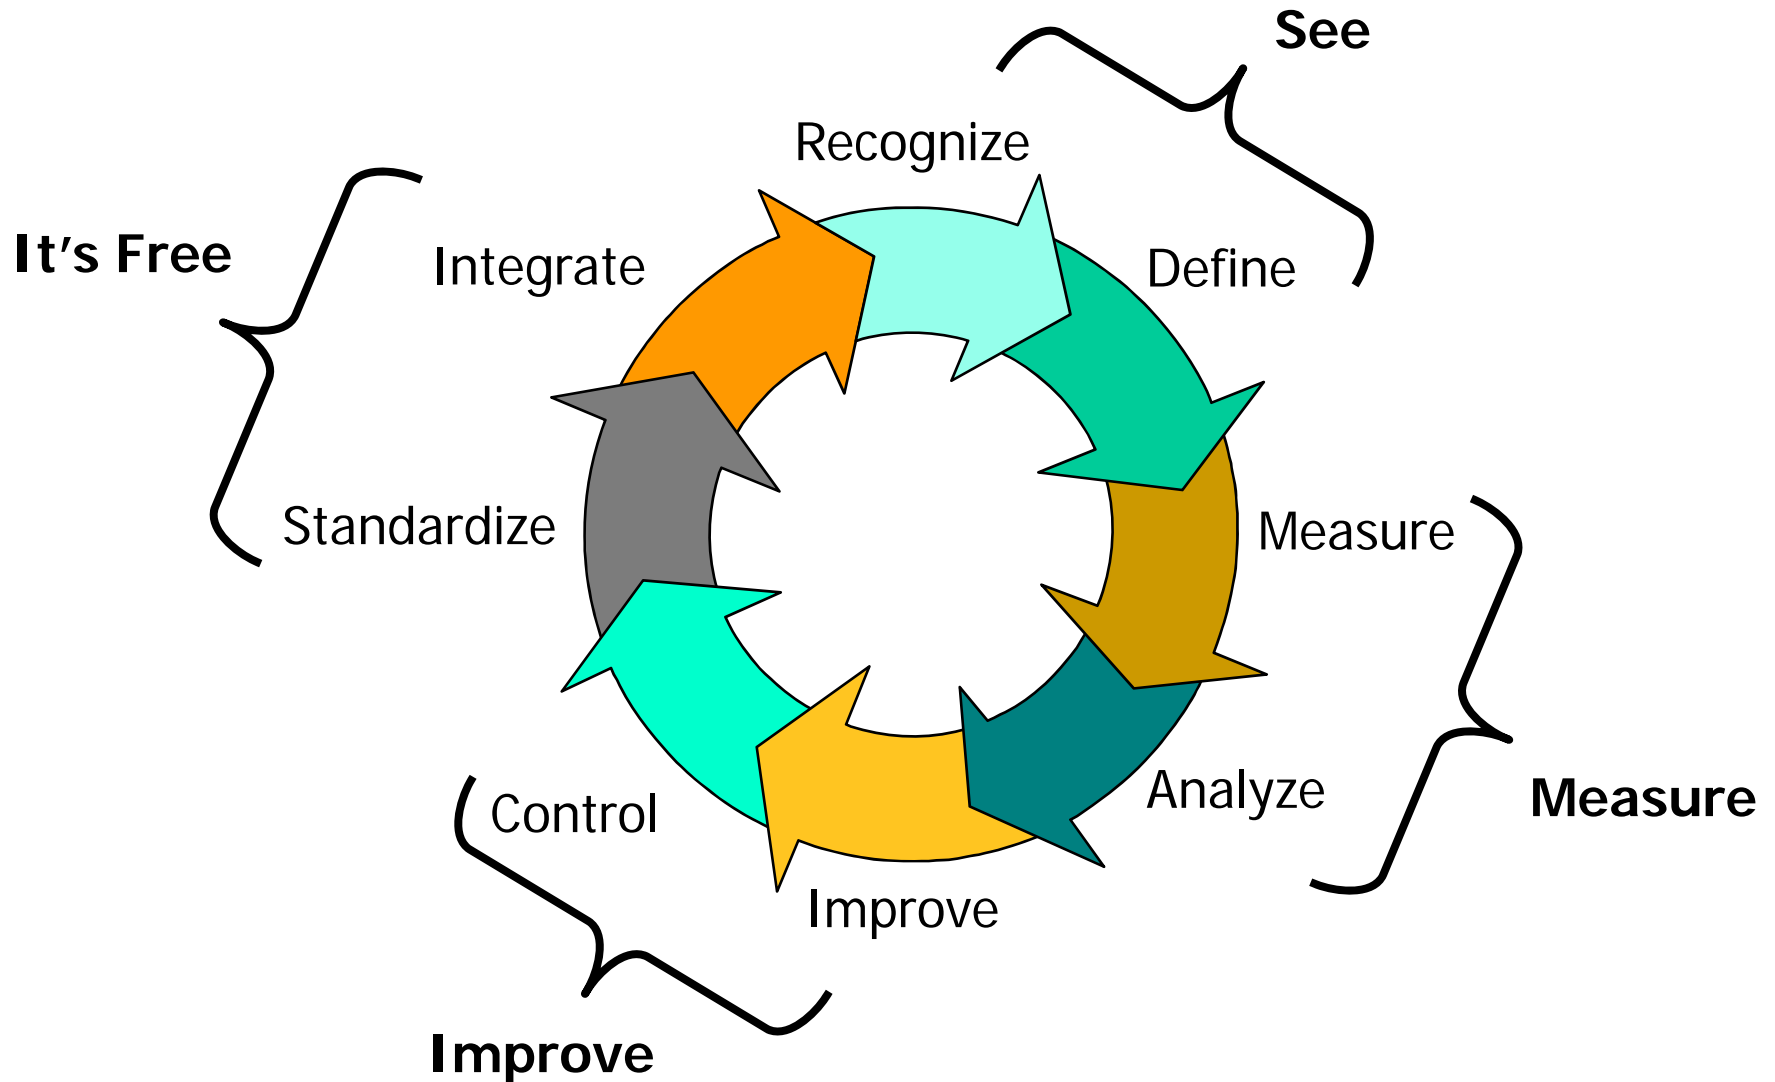 See
Recognize
Define
It's Free
Integrate
Standardize
Measure
Analyze
Measure
Control
Improve
Improve